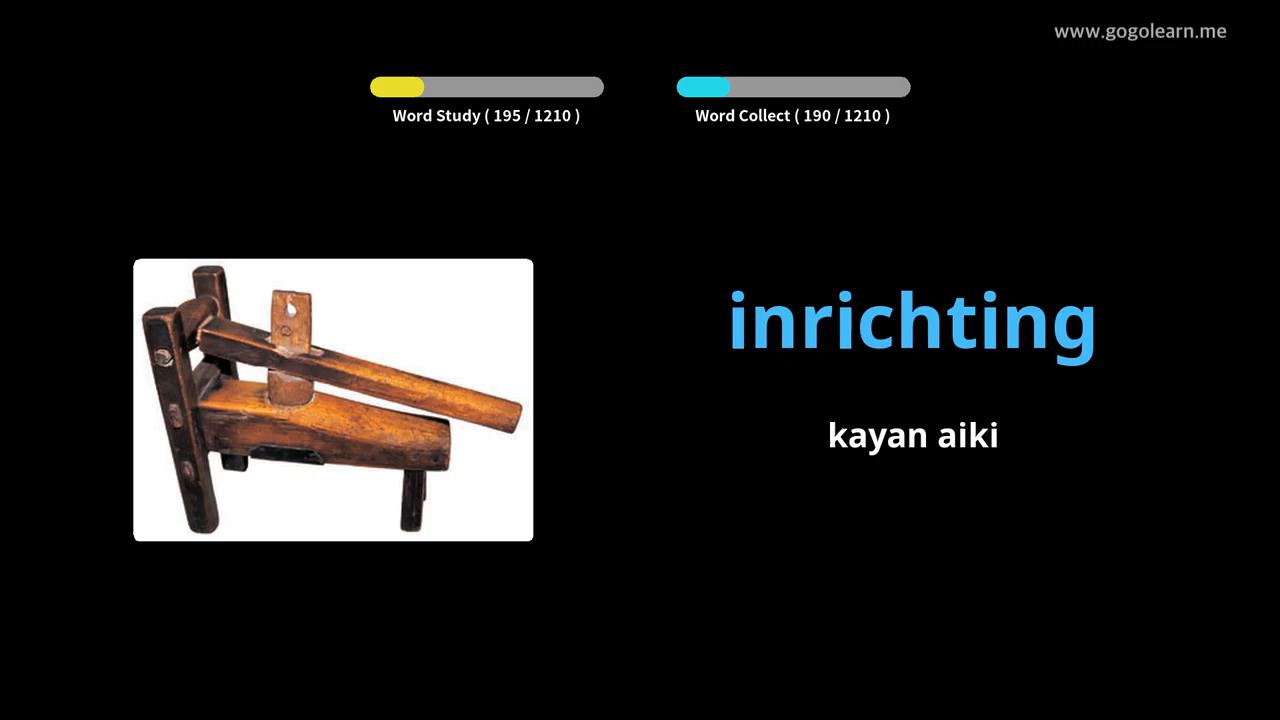 www.gogolearn.me
Word Study ( 195 / 1210 )
Word Collect ( 190 / 1210 )
inrichting
kayan aiki